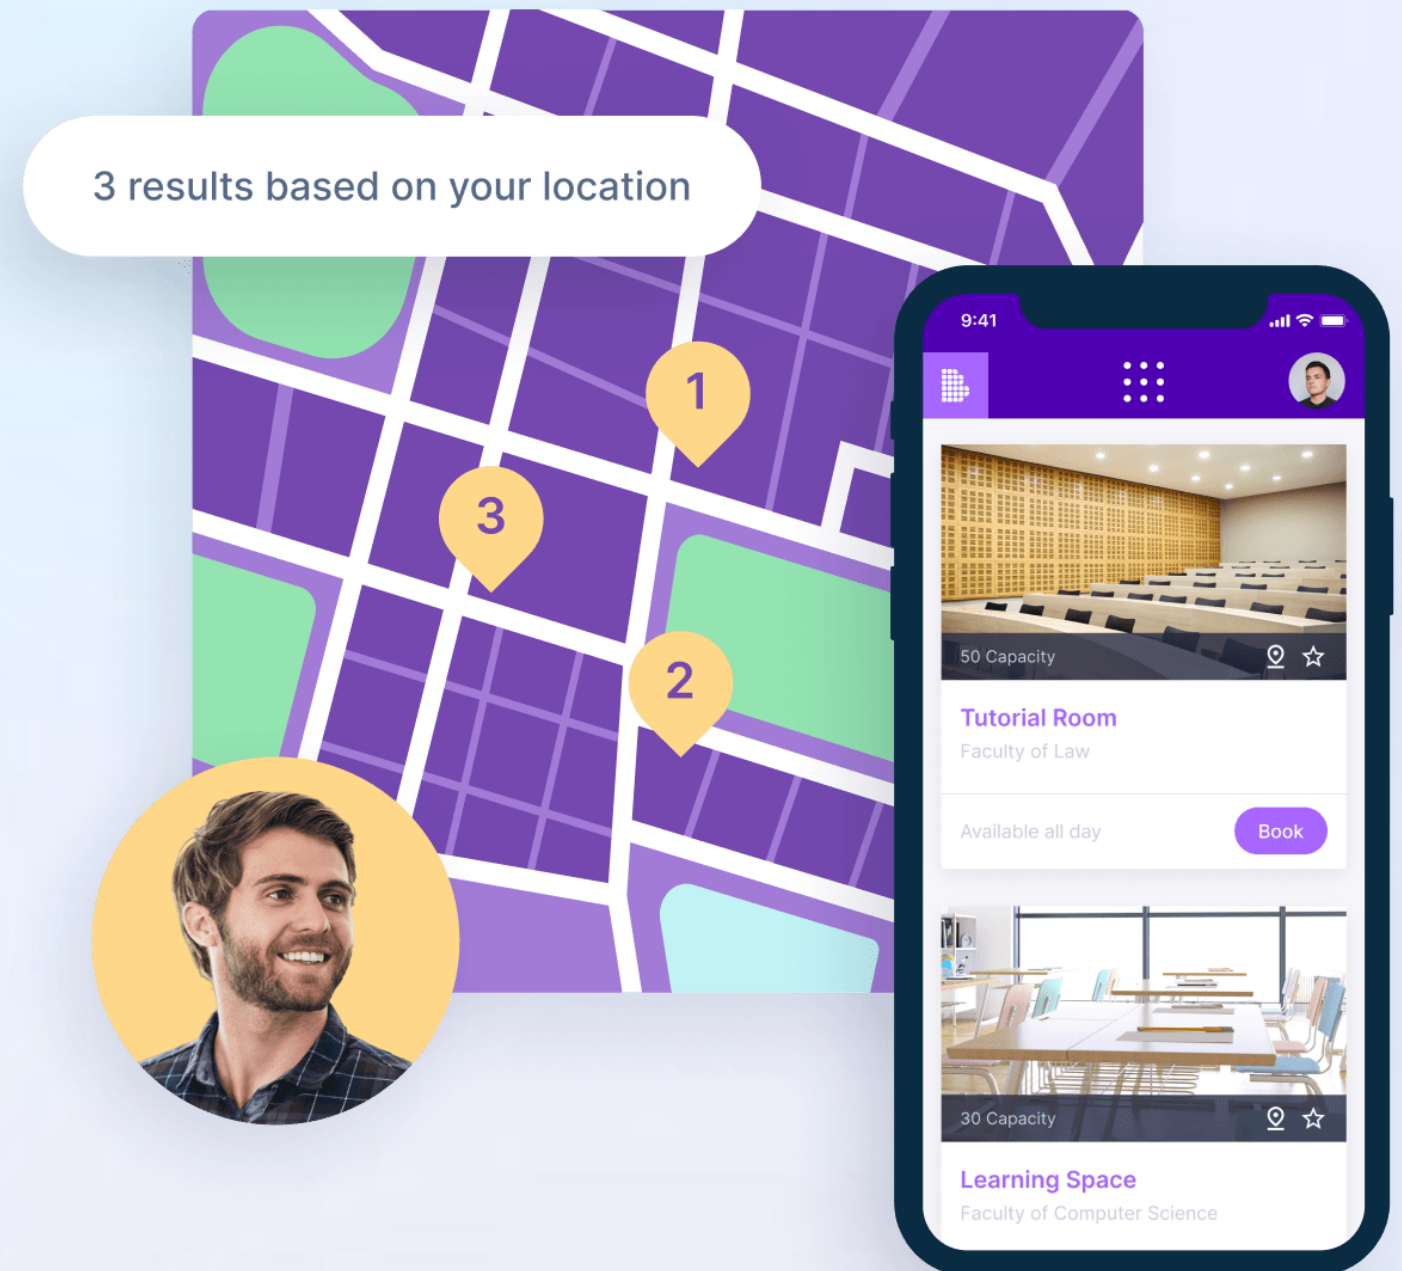 3 results based on your location
1
3
2
9:41
50 Capacity
Tutorial Room
Faculty of Law
Available all day
Book
30 Capacity
Learning Space
Faculty of Computer Science